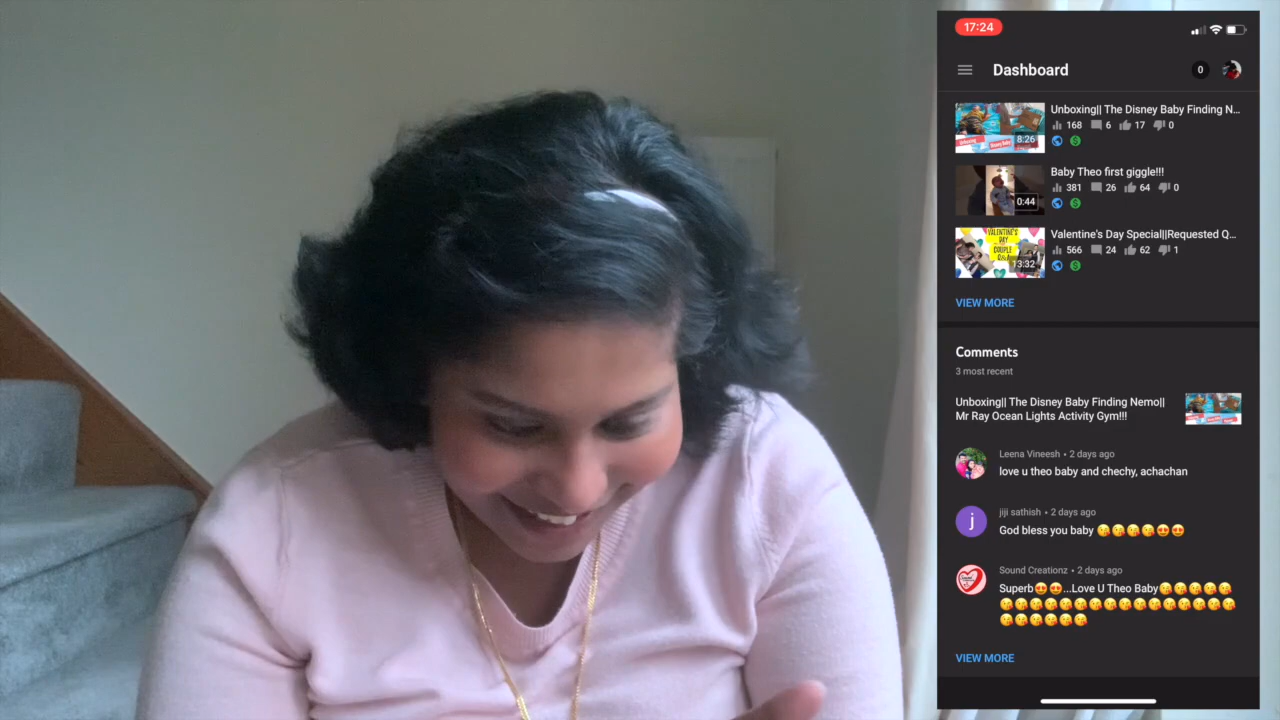 17:24
Dashboard
0
Unboxing|| The Disney Baby Finding N...
168 6 17 0
8:26
Baby Theo first giggle!!!
381 26 64 0
0:44
Valentine's Day Special||Requested Q...
566 24 62 1
VALENTINE'S
DAY
COUPLE
Q&A
13:32
VIEW MORE
Comments
3 most recent
Unboxing|| The Disney Baby Finding Nemo||
Mr Ray Ocean Lights Activity Gym!!!
Leena Vineesh • 2 days ago
love u theo baby and chechy, achachan
j
jiji sathish • 2 days ago
God bless you baby 😘😘😘😘😍😍
Sound Creationz • 2 days ago
Superb😍😍...Love U Theo Baby😘😘😘😘😘
😘😘😘😘😘😘😘😘😘😘😘😘😘😘😘😘
😘😘😘😘😘😘
VIEW MORE